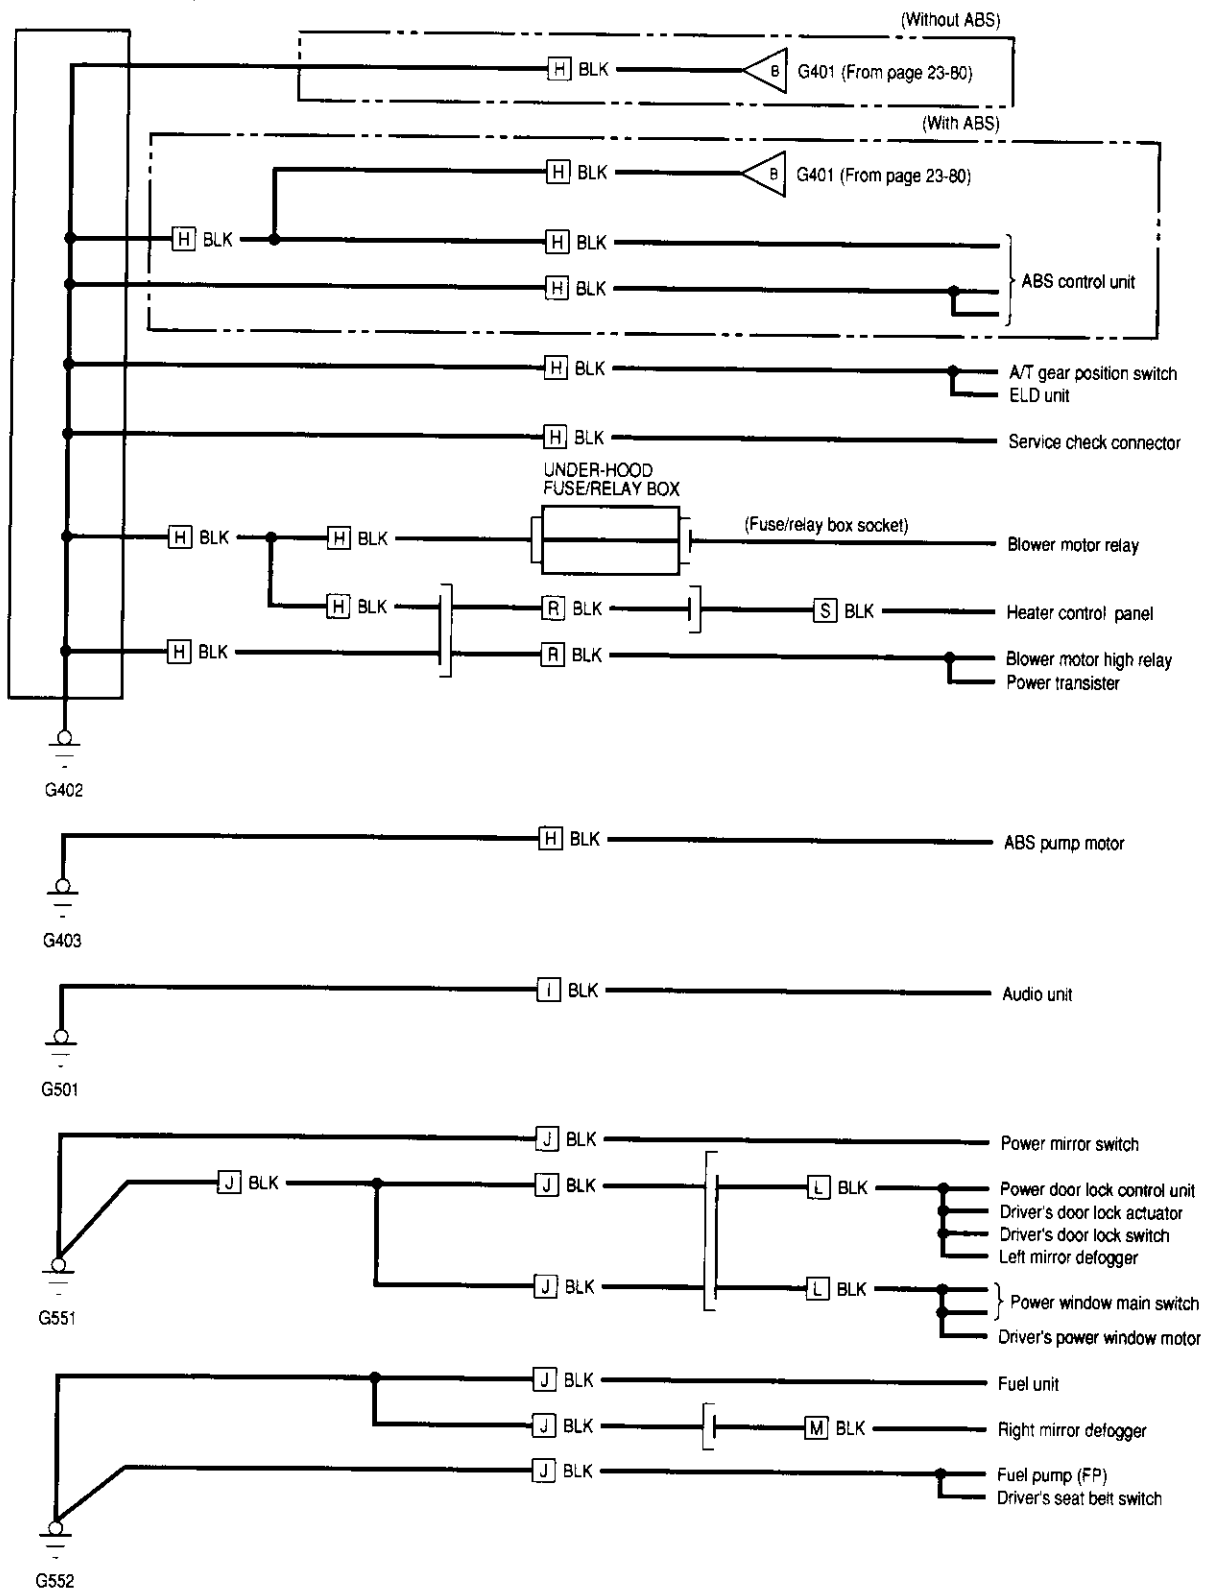 (Without ABS)
H BLK B G401 (From page 23-80)
(With ABS)
H BLK B G401 (From page 23-80)
H BLK H BLK
H BLK ABS control unit
H BLK A/T gear position switch
ELD unit
H BLK Service check connector
UNDER-HOOD
FUSE/RELAY BOX
(Fuse/relay box socket)
H BLK H BLK Blower motor relay
H BLK R BLK S BLK Heater control panel
H BLK R BLK Blower motor high relay
Power transister
G402
H BLK ABS pump motor
G403
I BLK Audio unit
G501
J BLK Power mirror switch
J BLK J BLK L BLK Power door lock control unit
Driver's door lock actuator
Driver's door lock switch
Left mirror defogger
J BLK L BLK Power window main switch
G551
Driver's power window motor
J BLK Fuel unit
J BLK M BLK Right mirror defogger
J BLK Fuel pump (FP)
Driver's seat belt switch
G552